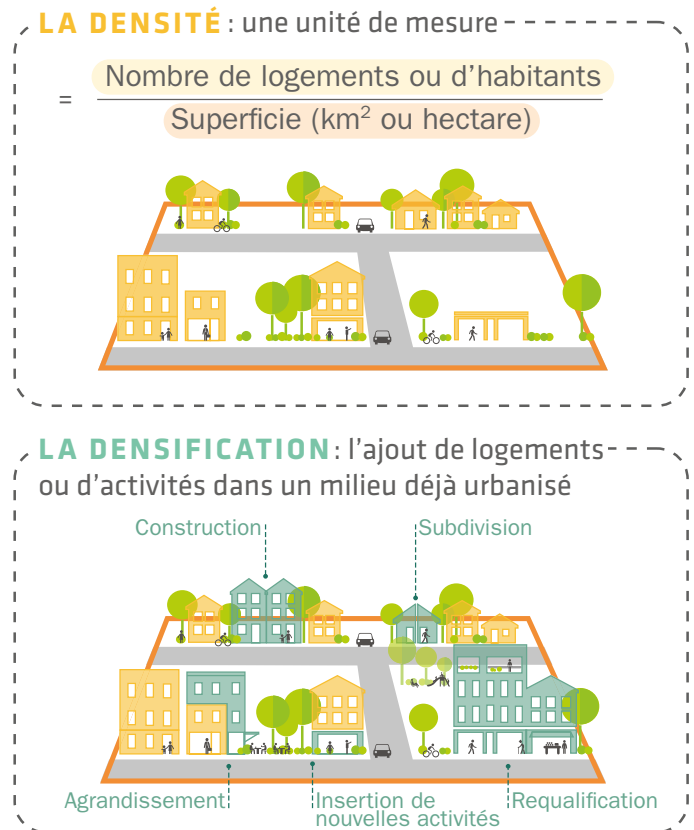 LA DENSITÉ : une unité de mesure
= Nombre de logements ou d'habitants
Superficie (km² ou hectare)
LA DENSIFICATION : l'ajout de logements
ou d'activités dans un milieu déjà urbanisé
Construction
Subdivision
Agrandissement
Insertion de
nouvelles activités
Requalification